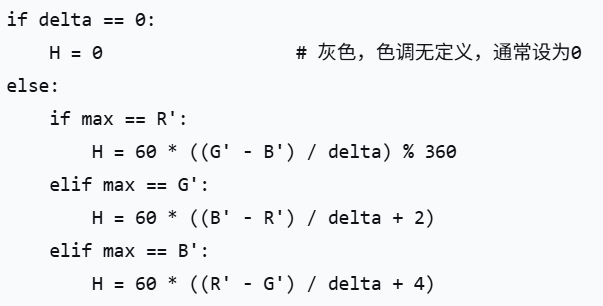 if delta == 0:
    H = 0                  # 灰色，色调无定义，通常设为0
else:
    if max == R':
        H = 60 * ((G' - B') / delta) % 360
    elif max == G':
        H = 60 * ((B' - R') / delta + 2)
    elif max == B':
        H = 60 * ((R' - G') / delta + 4)